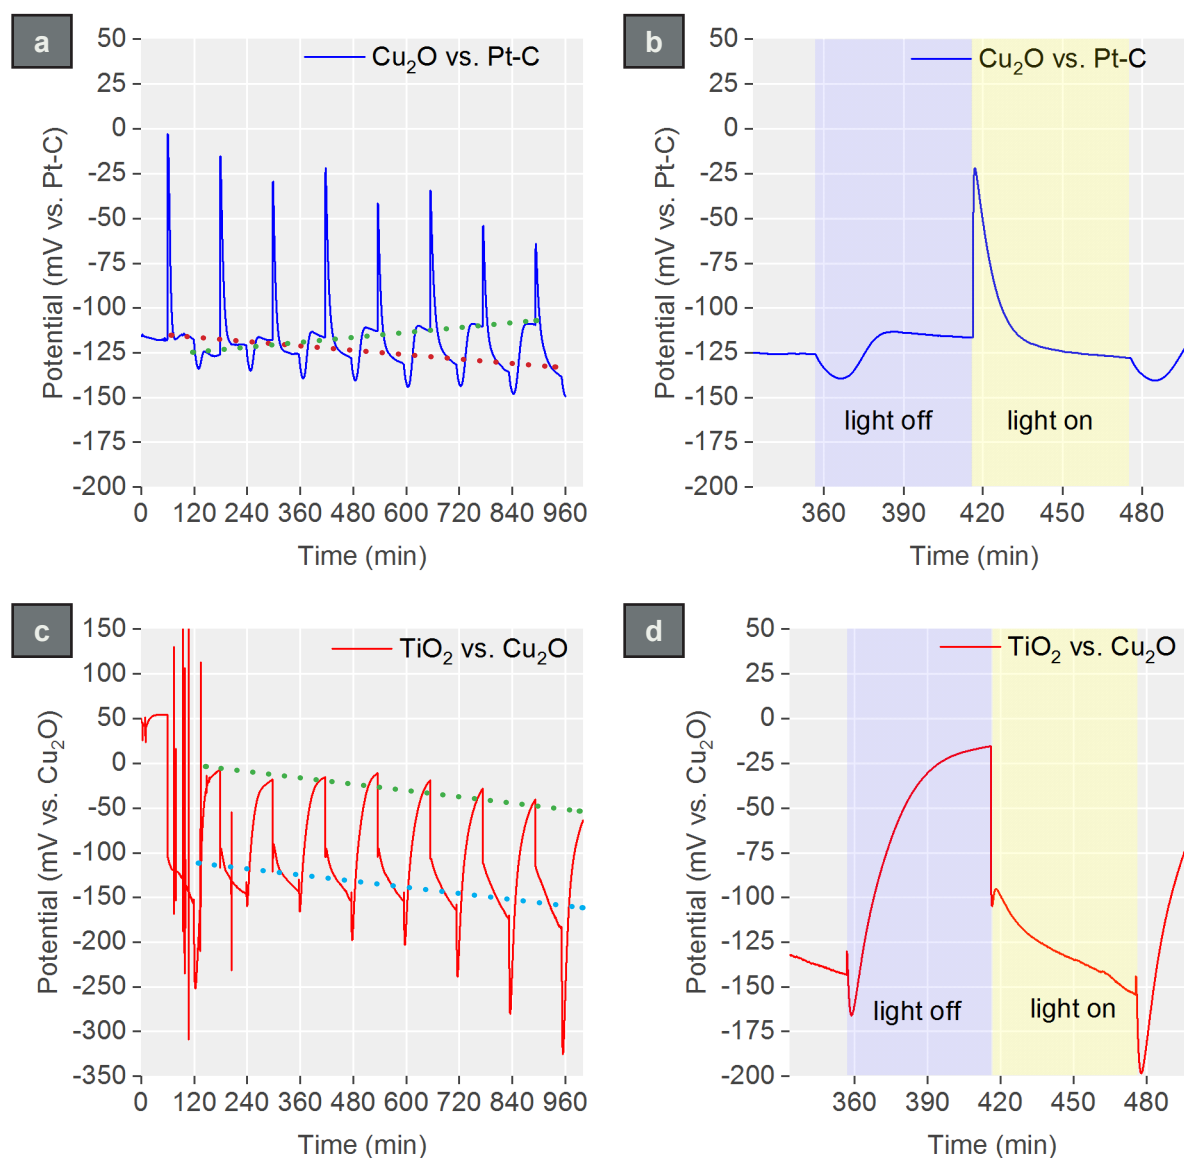 a
Cu₂O vs. Pt-C
Potential (mV vs. Pt-C)
50
25
0
-25
-50
-75
-100
-125
-150
-175
-200
0 120 240 360 480 600 720 840 960
Time (min)
b
Cu₂O vs. Pt-C
Potential (mV vs. Pt-C)
50
25
0
-25
-50
-75
-100
-125
-150
-175
-200
light off
light on
360 390 420 450 480
Time (min)
c
TiO₂ vs. Cu₂O
Potential (mV vs. Cu₂O)
150
100
50
0
-50
-100
-150
-200
-250
-300
-350
0 120 240 360 480 600 720 840 960
Time (min)
d
TiO₂ vs. Cu₂O
Potential (mV vs. Cu₂O)
50
25
0
-25
-50
-75
-100
-125
-150
-175
-200
light off
light on
360 390 420 450 480
Time (min)